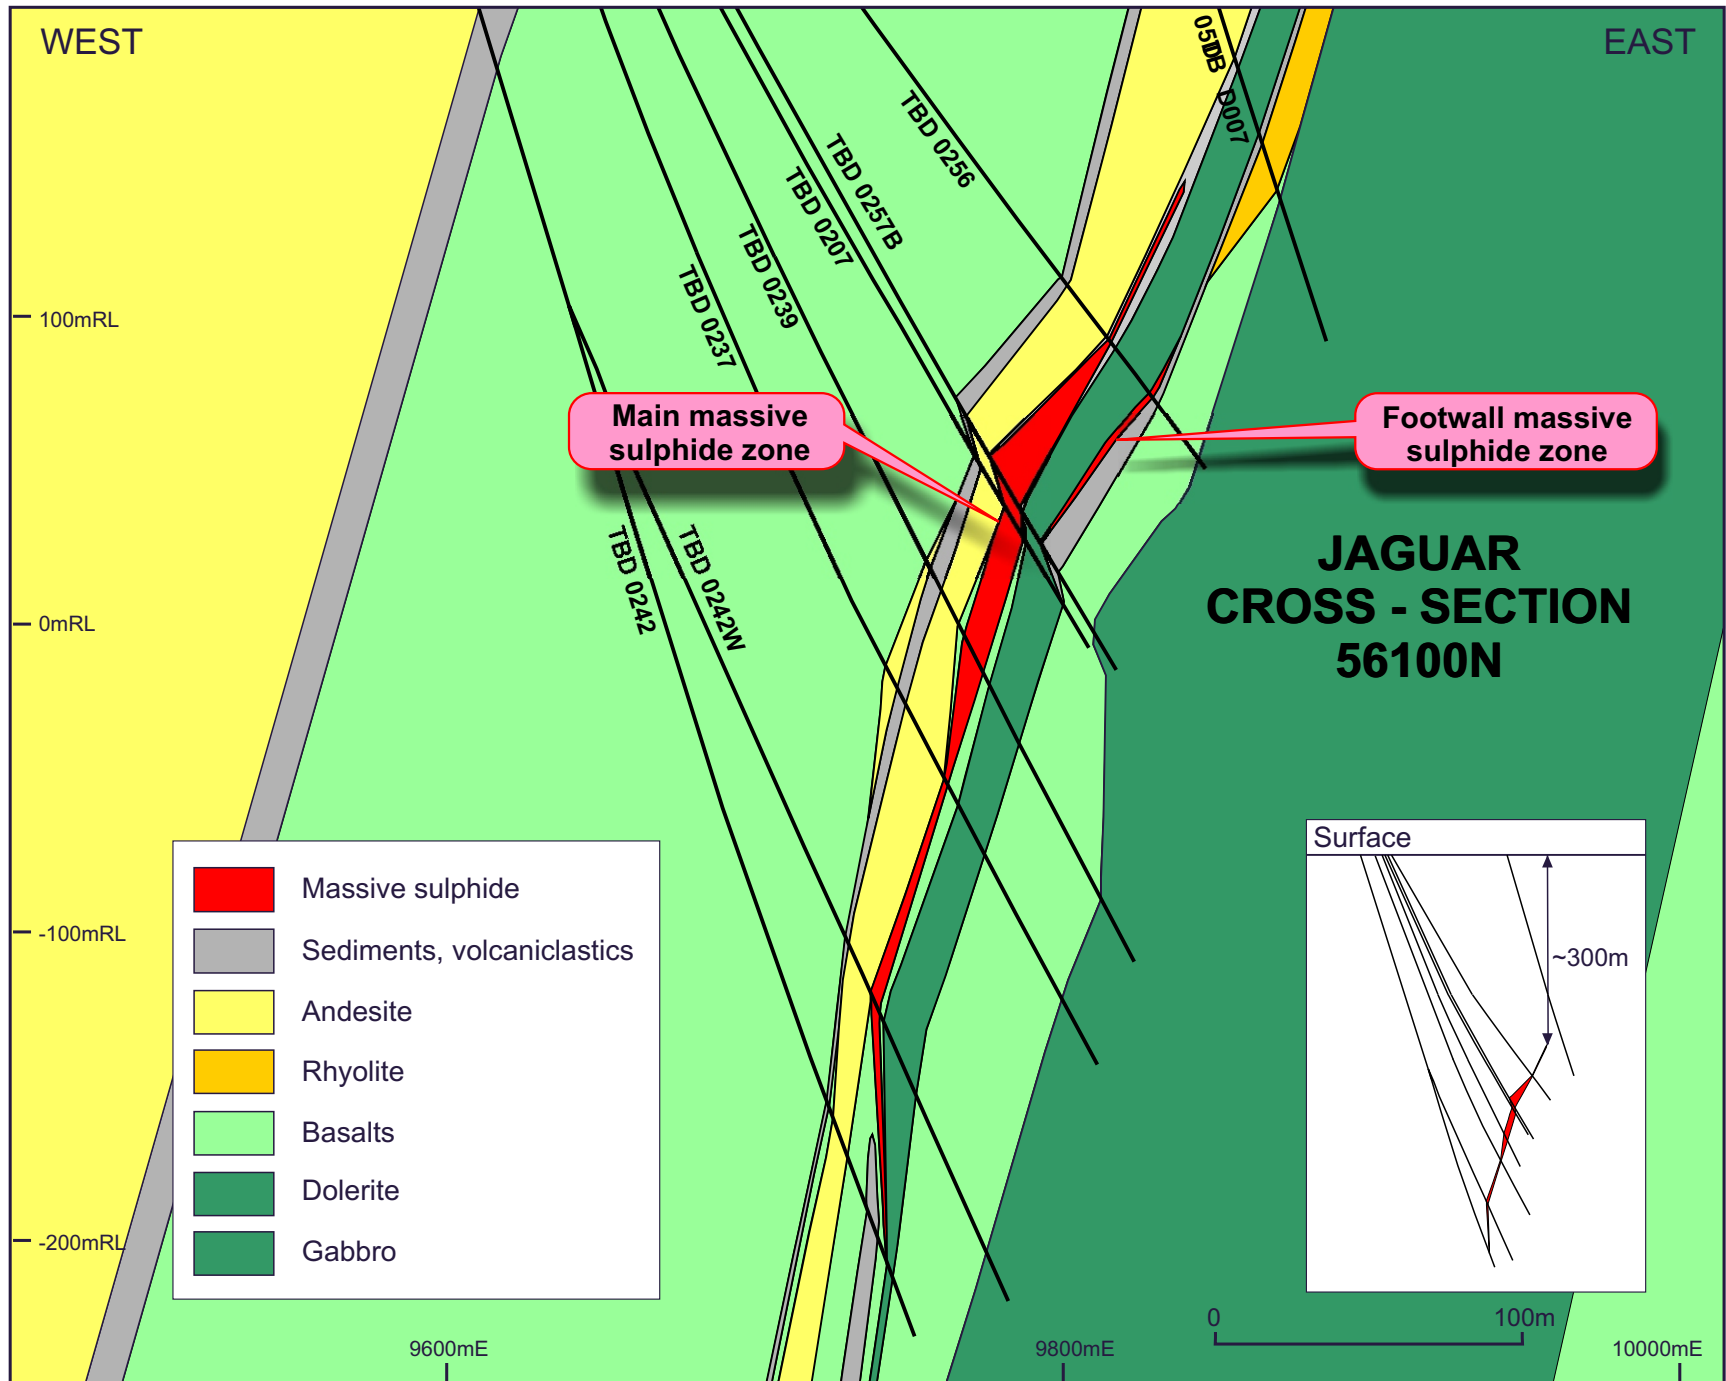 WEST
EAST
05DB
D007
TBD 0256
TBD 0257B
TBD 0207
TBD 0239
TBD 0237
100mRL
Main massive
sulphide zone
Footwall massive
sulphide zone
TBD 0242
TBD 0242W
JAGUAR
CROSS - SECTION
56100N
0mRL
-100mRL
-200mRL
Massive sulphide
Sediments, volcaniclastics
Andesite
Rhyolite
Basalts
Dolerite
Gabbro
Surface
~300m
0 100m
9600mE
9800mE
10000mE